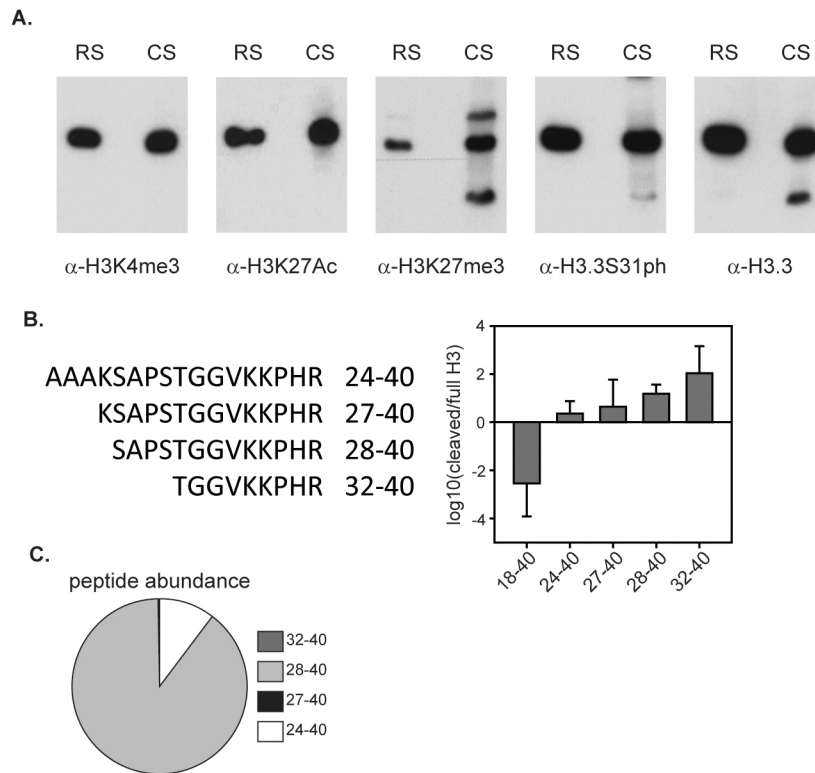 A.
RS CS RS CS RS CS RS CS RS CS
α-H3K4me3 α-H3K27Ac α-H3K27me3 α-H3.3S31ph α-H3.3
B.
AAAKSAPSTGGVKKPHR 24-40
KSAPSTGGVKKPHR 27-40
SAPSTGGVKKPHR 28-40
TGGVKKPHR 32-40
log10(cleaved/full H3)
4
2
0
-2
-4
18-40 24-40 27-40 28-40 32-40
C.
peptide abundance
32-40
28-40
27-40
24-40